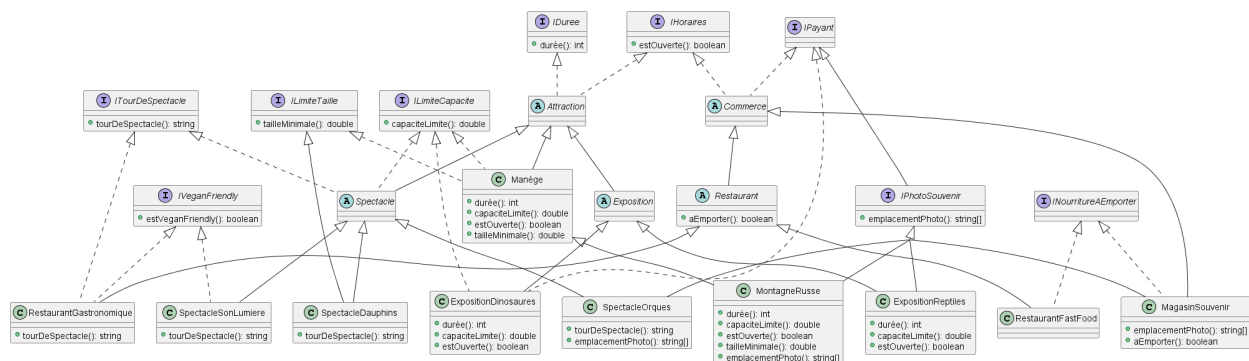 I IDuree
durée(): int
I IHoraires
estOuverte(): boolean
I IPayant
I ITourDeSpectacle
tourDeSpectacle(): string
I ILimiteTaille
tailleMinimale(): double
I ILimiteCapacite
capaciteLimite(): double
A Attraction
A Commerce
I IVeganFriendly
estVeganFriendly(): boolean
A Spectacle
C Manège
durée(): int
capaciteLimite(): double
estOuverte(): boolean
tailleMinimale(): double
A Exposition
A Restaurant
aEmporter(): boolean
I IPhotoSouvenir
emplacementPhoto(): string[]
I INourritureAEmporter
C RestaurantGastronomique
tourDeSpectacle(): string
C SpectacleSonLumiere
tourDeSpectacle(): string
C SpectacleDauphins
tourDeSpectacle(): string
C ExpositionDinosaures
durée(): int
capaciteLimite(): double
estOuverte(): boolean
C SpectacleOrques
tourDeSpectacle(): string
emplacementPhoto(): string[]
C MontagneRusse
durée(): int
capaciteLimite(): double
estOuverte(): boolean
tailleMinimale(): double
emplacementPhoto(): string[]
C ExpositionReptiles
durée(): int
capaciteLimite(): double
estOuverte(): boolean
C RestaurantFastFood
C MagasinSouvenir
emplacementPhoto(): string[]
aEmporter(): boolean